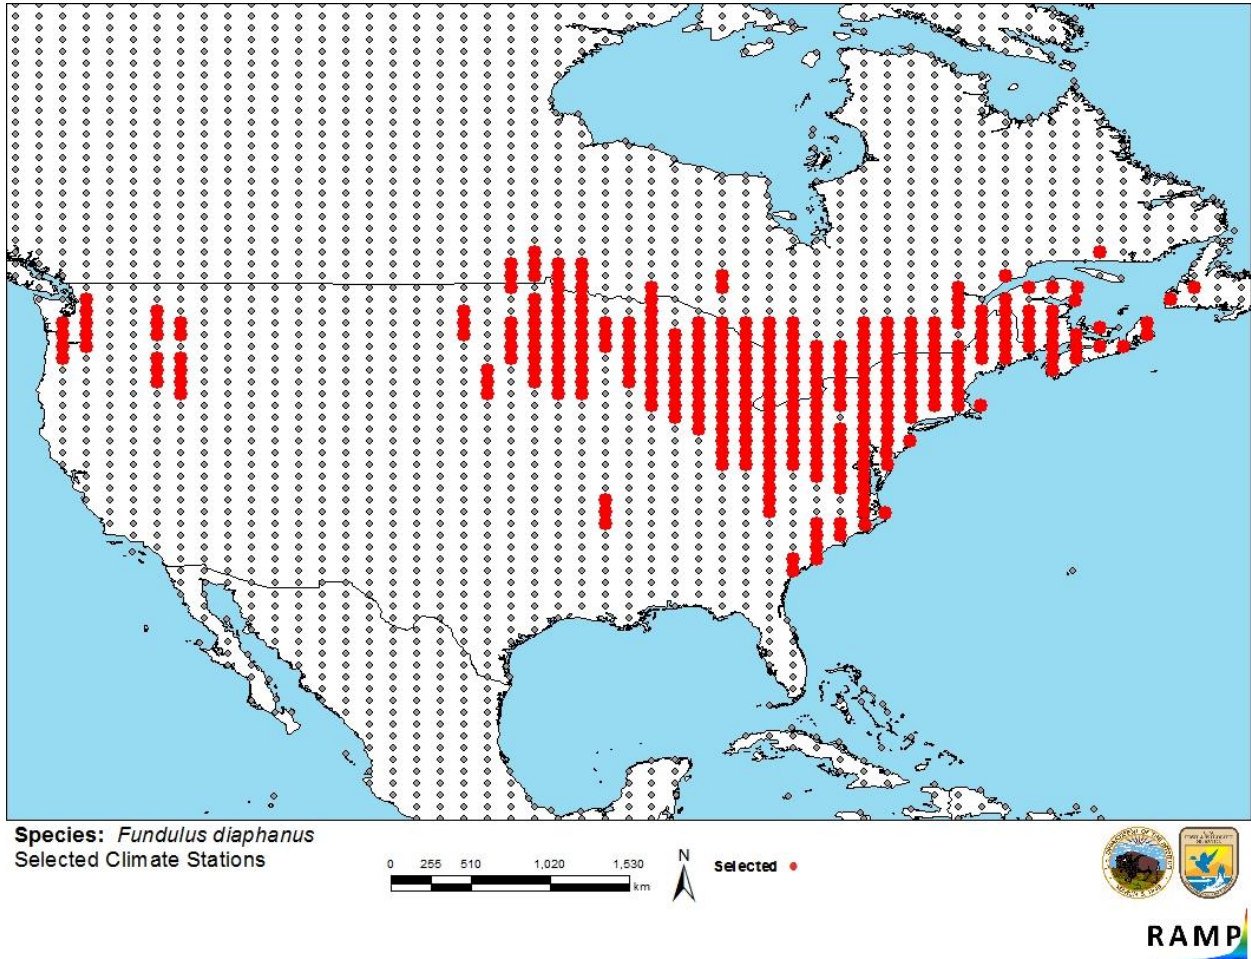 Species: Fundulus diaphanus
Selected Climate Stations
0 255 510 1,020 1,530
km
N
Selected
RAMP